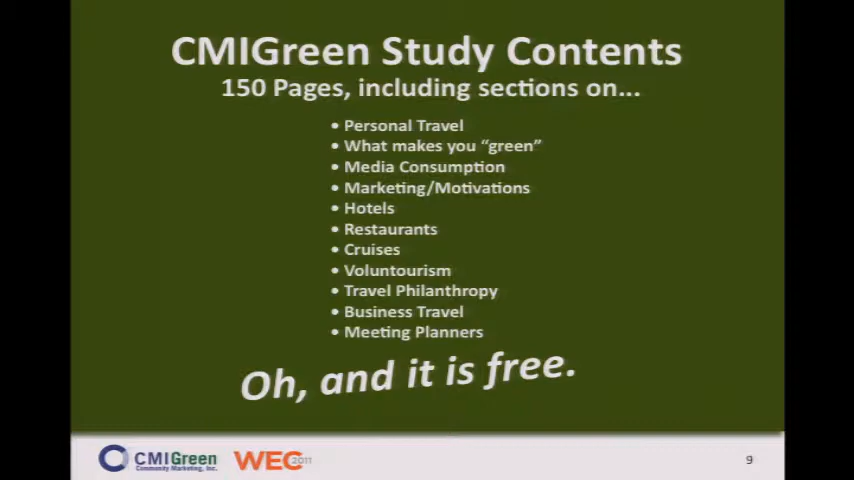 CMIGreen Study Contents
150 Pages, including sections on...
• Personal Travel
• What makes you “green”
• Media Consumption
• Marketing/Motivations
• Hotels
• Restaurants
• Cruises
• Voluntourism
• Travel Philanthropy
• Business Travel
• Meeting Planners
Oh, and it is free.
CMIGreen
Community Marketing, Inc.
WEC 2011
9